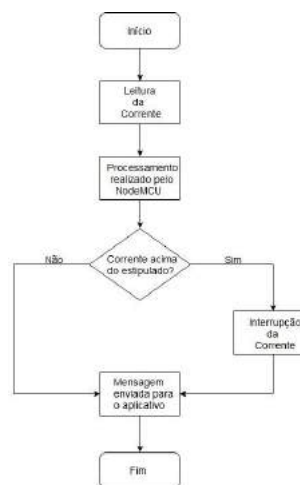 Início
Leitura
da
Corrente
Processamento
realizado pelo
NodeMCU
Corrente acima
do estipulado?
Não
Sim
Interrupção
da
Corrente
Mensagem
enviada para
o aplicativo
Fim